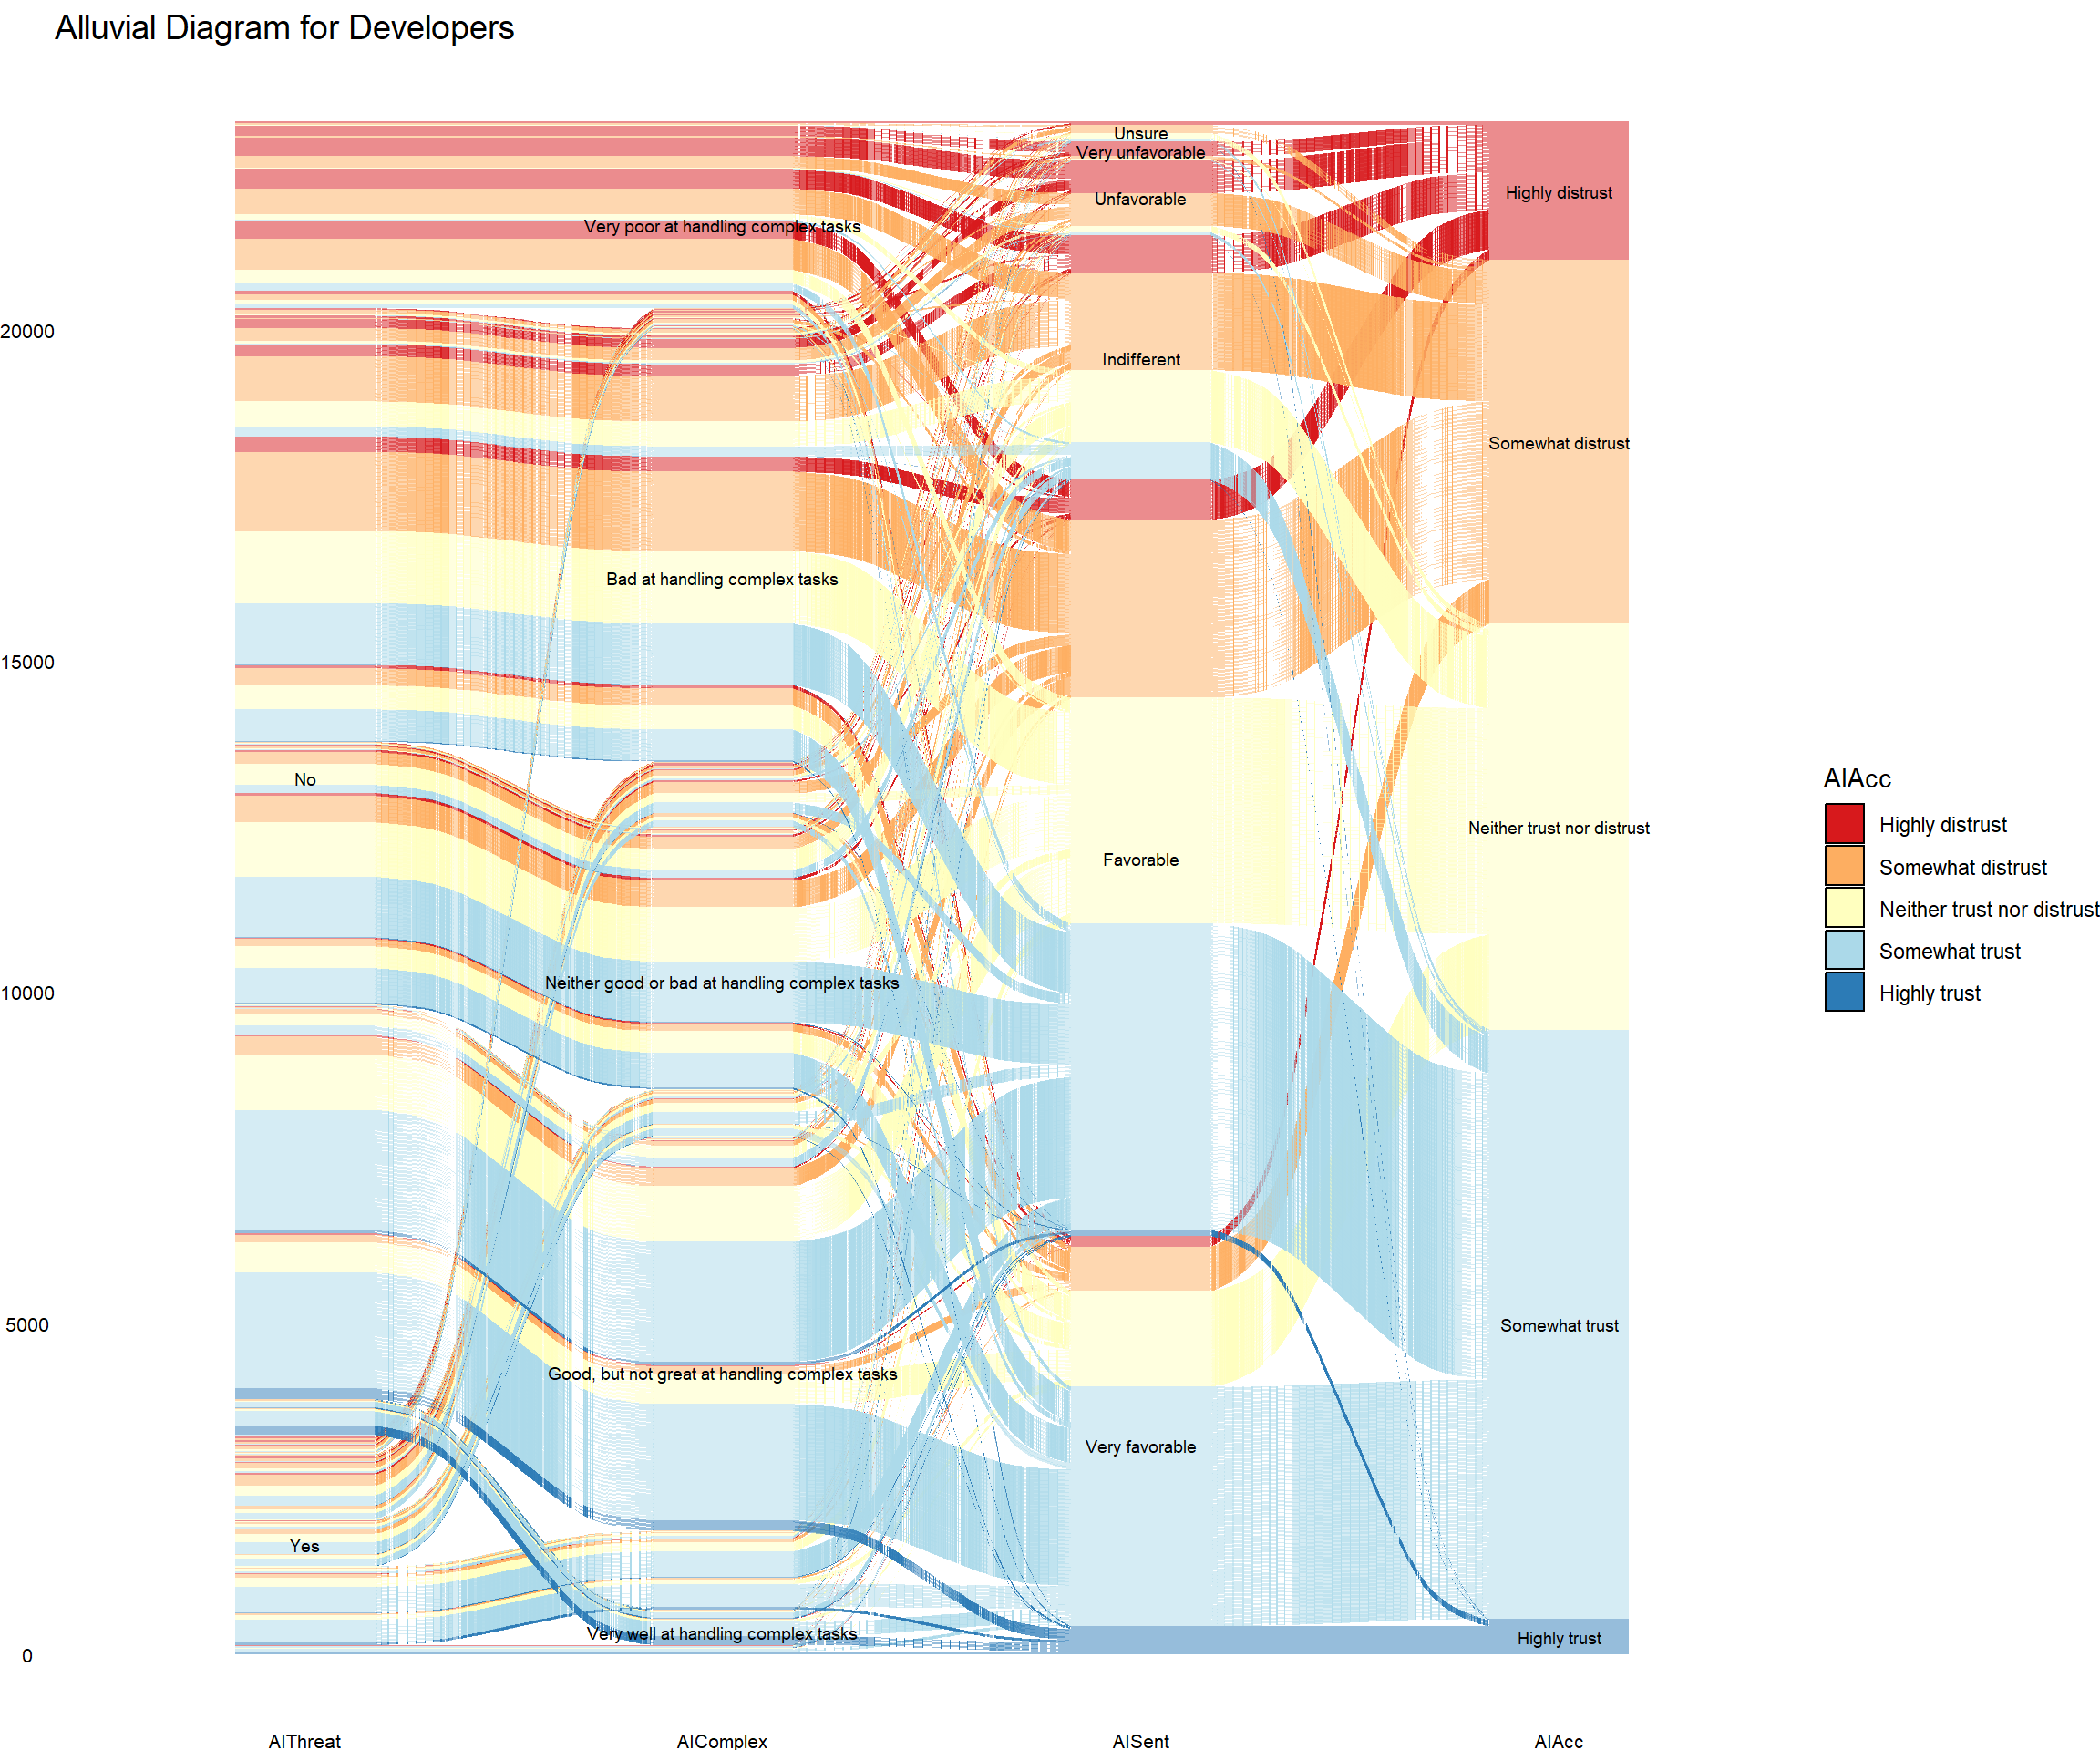 Alluvial Diagram for Developers
Unsure
Very unfavorable
Highly distrust
Unfavorable
Very poor at handling complex tasks
20000
Indifferent
Somewhat distrust
Bad at handling complex tasks
15000
No
AIAcc
Highly distrust
Neither trust nor distrust
Favorable
Somewhat distrust
Neither trust nor distrust
Somewhat trust
Neither good or bad at handling complex tasks
10000
Highly trust
5000
Somewhat trust
Good, but not great at handling complex tasks
Very favorable
Yes
Very well at handling complex tasks
Highly trust
0
AIThreat
AIComplex
AISent
AIAcc